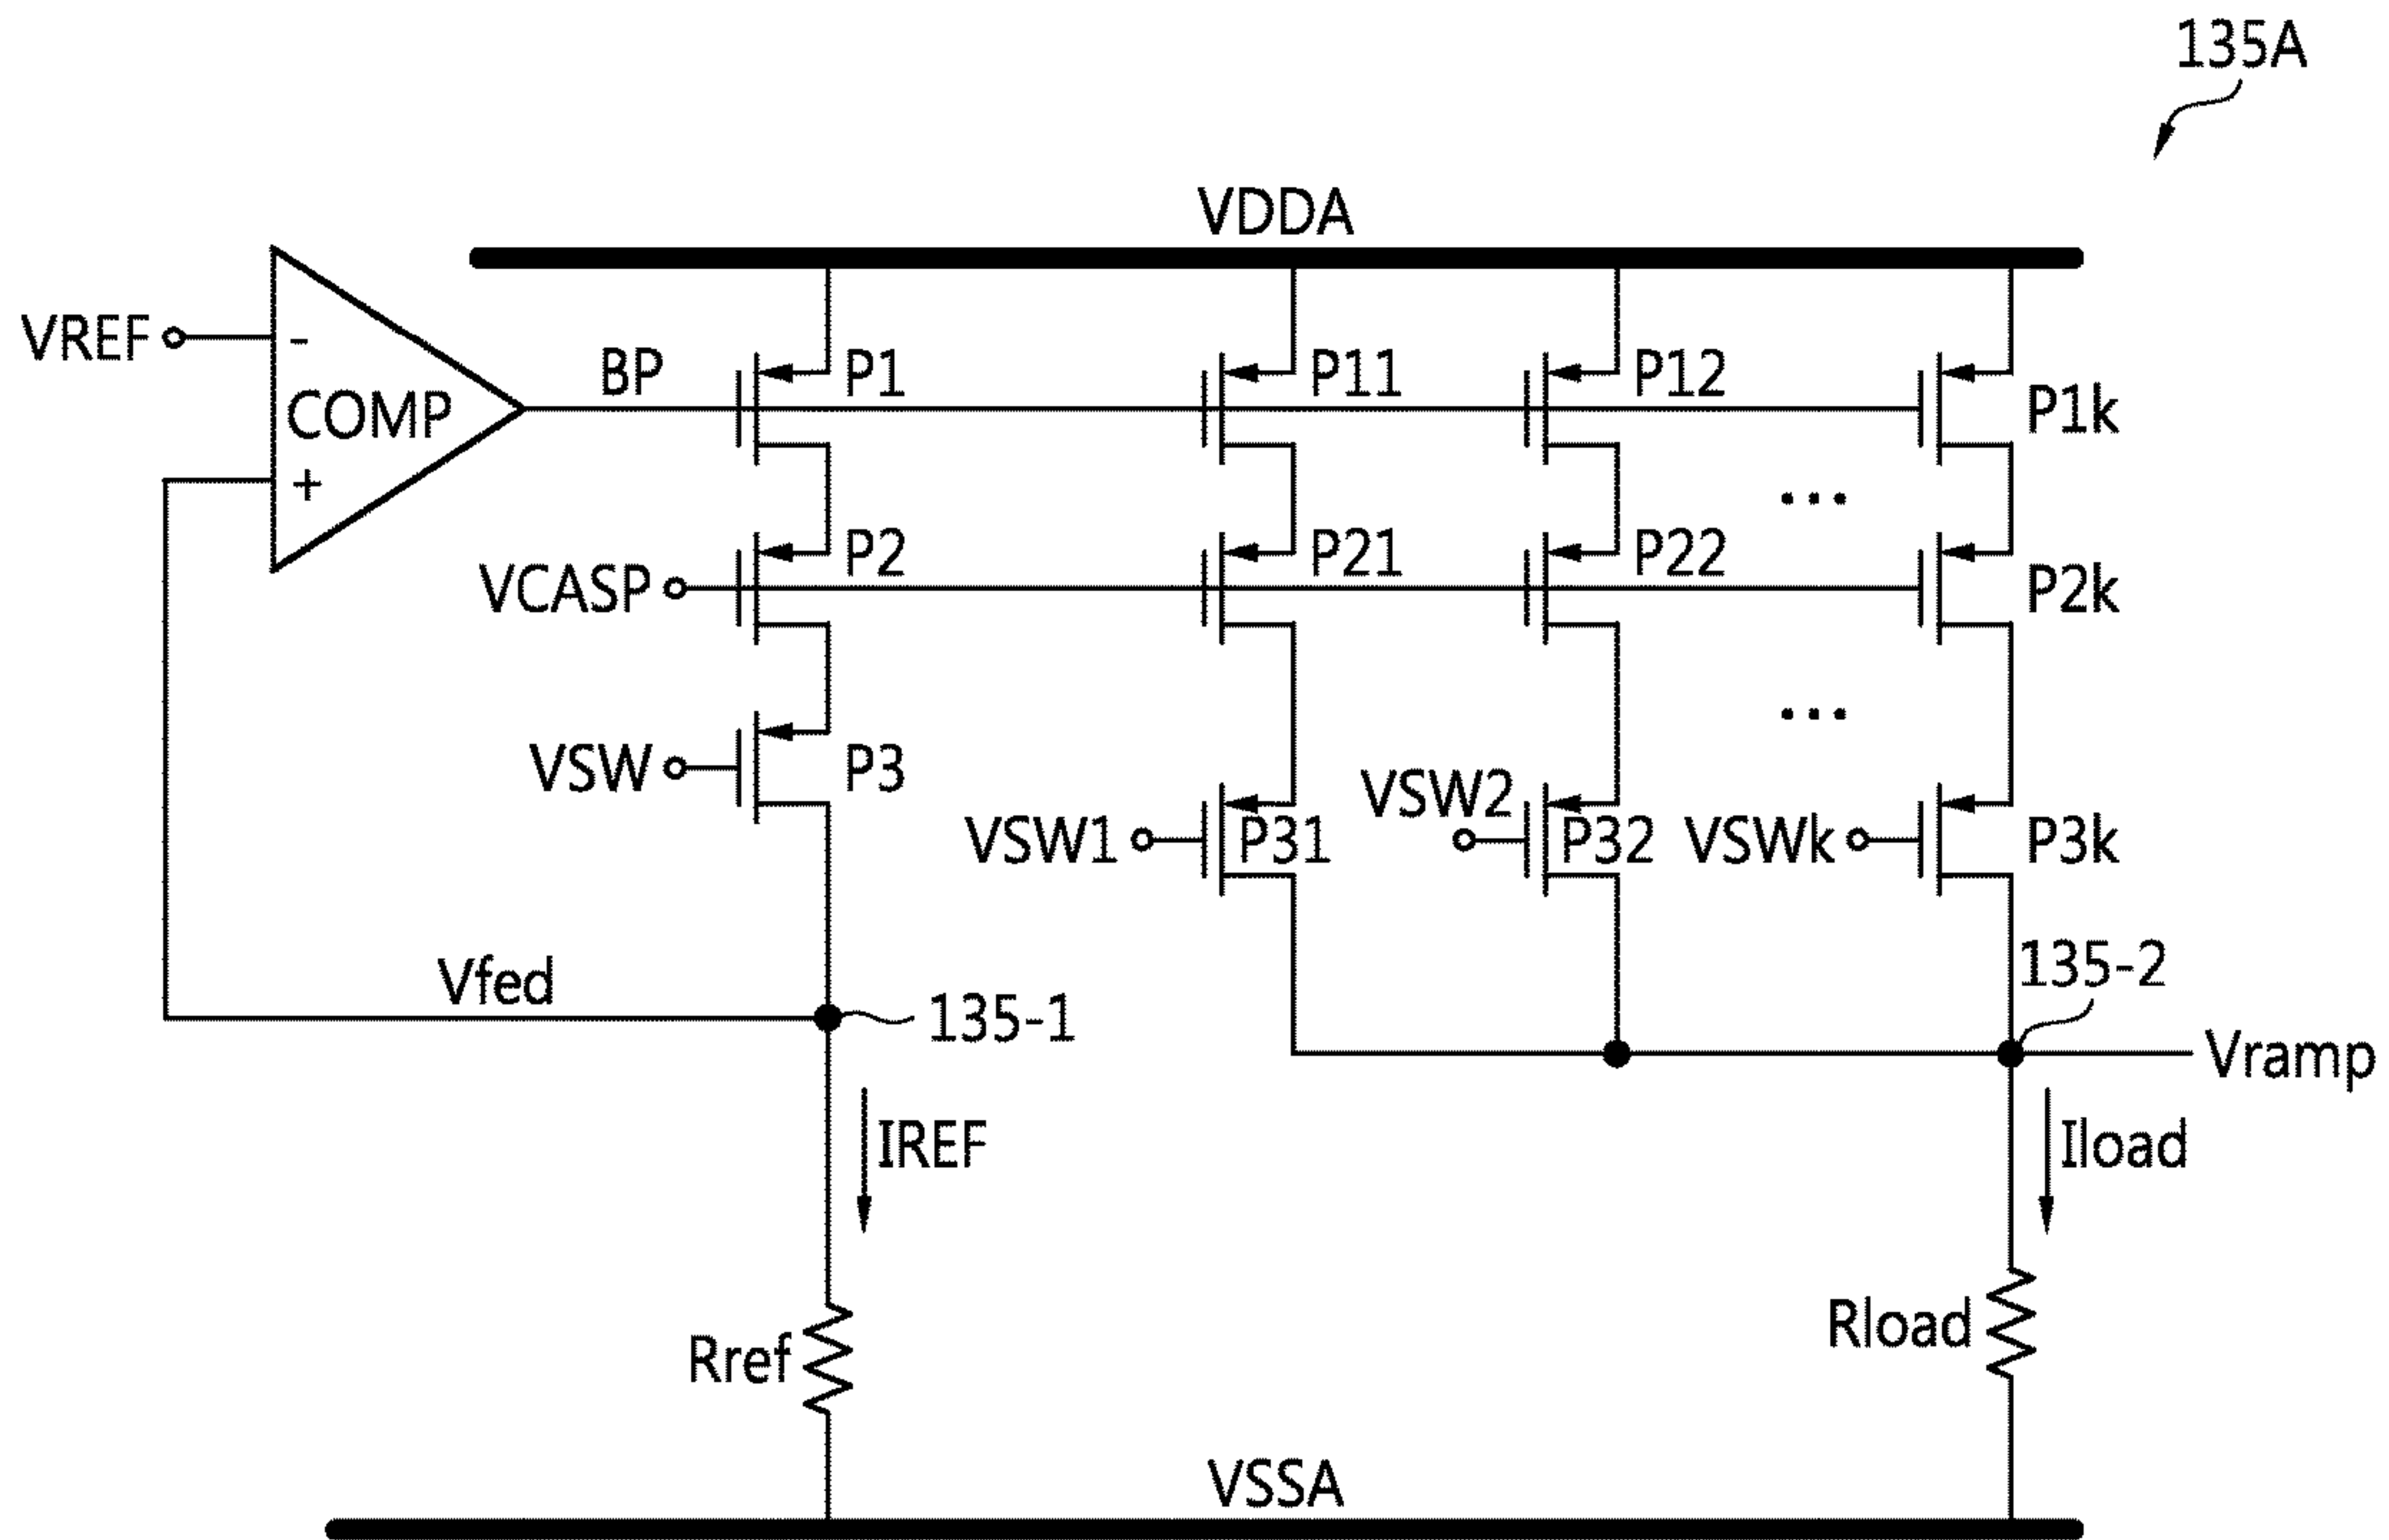 135A
VDDA
VREF
-
COMP
+
BP
P1
P11
P12
P1k
...
VCASP
P2
P21
P22
P2k
...
VSW
P3
VSW1
P31
VSW2
P32
VSWk
P3k
Vfed
135-1
135-2
Vramp
IREF
Iload
Rref
Rload
VSSA